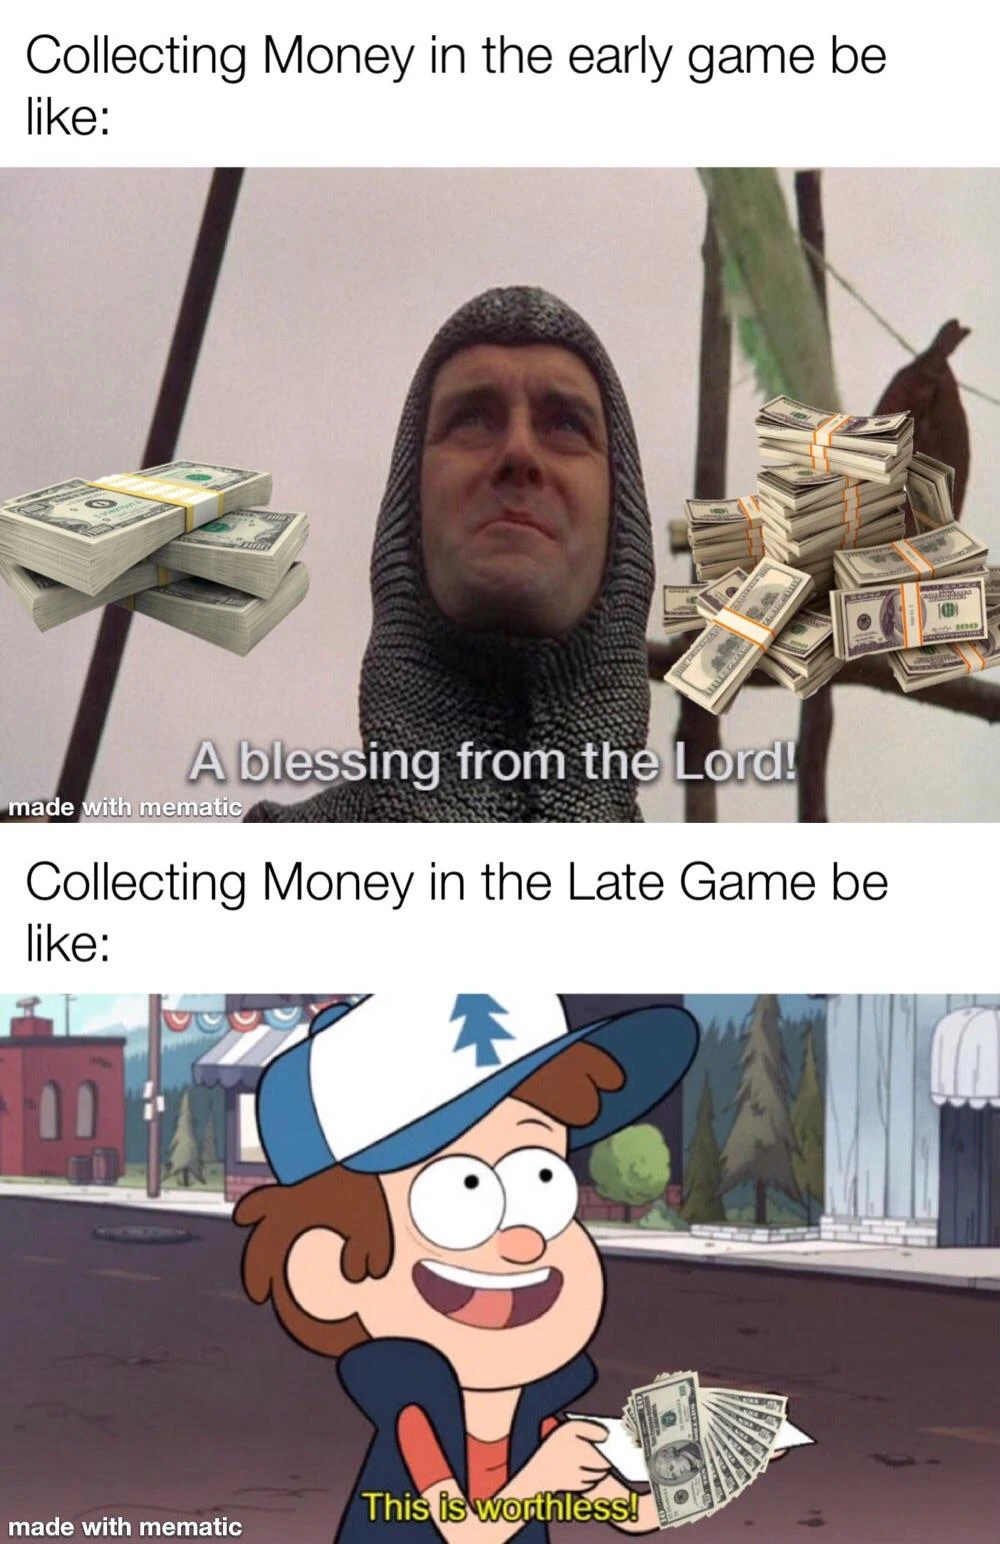 Collecting Money in the early game be
like:
A blessing from the Lord!
made with mematic
Collecting Money in the Late Game be
like:
This is worthless!
made with mematic